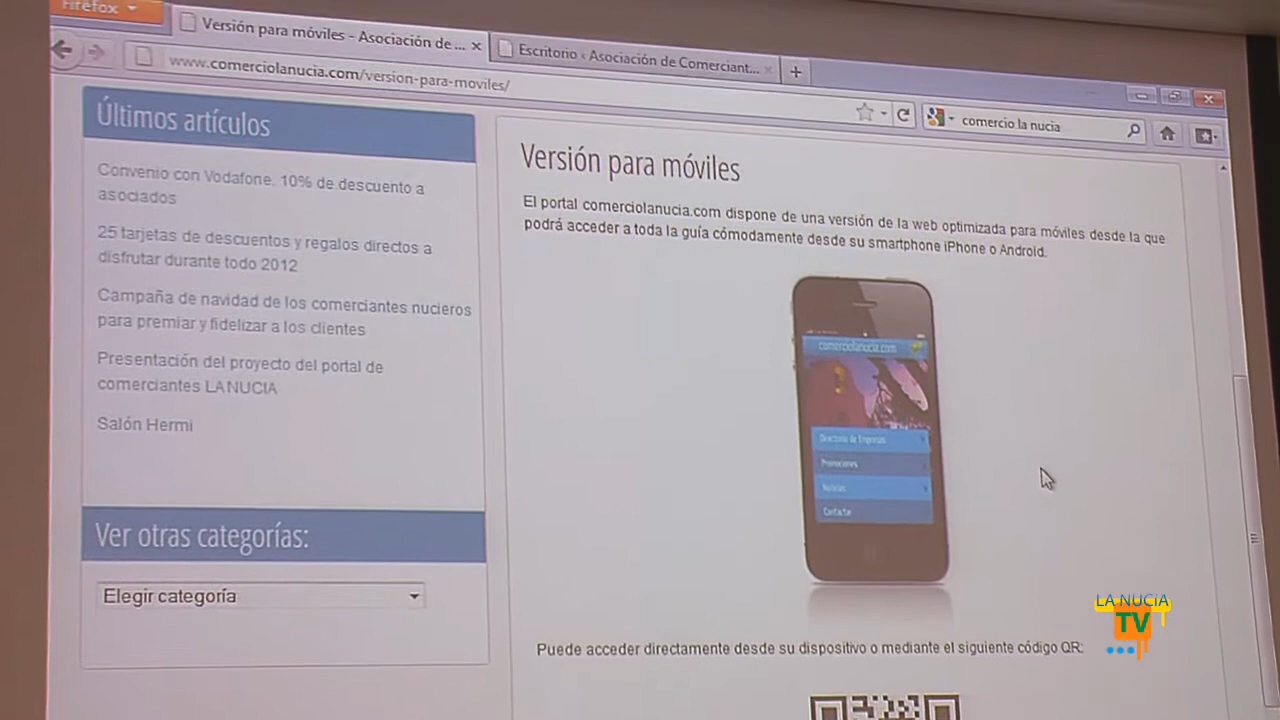 Firefox
Versión para móviles - Asociación de ...
Escritorio ‹ Asociación de Comerciant...
www.comerciolanucia.com/version-para-moviles/
comercio la nucia
Últimos artículos
Convenio con Vodafone. 10% de descuento a
asociados
25 tarjetas de descuentos y regalos directos a
disfrutar durante todo 2012
Campaña de navidad de los comerciantes nucieros
para premiar y fidelizar a los clientes
Presentación del proyecto del portal de
comerciantes LA NUCIA
Salón Hermi
Ver otras categorías:
Elegir categoría
Versión para móviles
El portal comerciolanucia.com dispone de una versión de la web optimizada para móviles desde la que
podrá acceder a toda la guía cómodamente desde su smartphone iPhone o Android.
comerciolanucia.com
Directorio de Empresas
Promociones
Noticias
Contactar
Puede acceder directamente desde su dispositivo o mediante el siguiente código QR:
LA NUCIA
TV